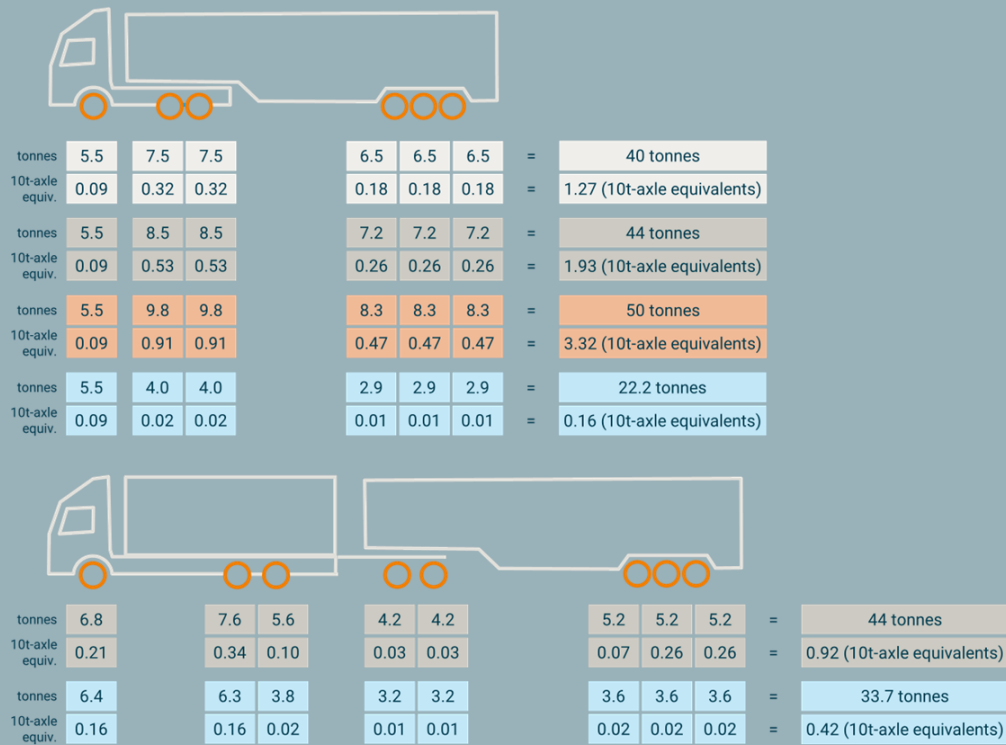 tonnes 5.5 7.5 7.5 6.5 6.5 6.5 = 40 tonnes
10t-axle
equiv. 0.09 0.32 0.32 0.18 0.18 0.18 = 1.27 (10t-axle equivalents)
tonnes 5.5 8.5 8.5 7.2 7.2 7.2 = 44 tonnes
10t-axle
equiv. 0.09 0.53 0.53 0.26 0.26 0.26 = 1.93 (10t-axle equivalents)
tonnes 5.5 9.8 9.8 8.3 8.3 8.3 = 50 tonnes
10t-axle
equiv. 0.09 0.91 0.91 0.47 0.47 0.47 = 3.32 (10t-axle equivalents)
tonnes 5.5 4.0 4.0 2.9 2.9 2.9 = 22.2 tonnes
10t-axle
equiv. 0.09 0.02 0.02 0.01 0.01 0.01 = 0.16 (10t-axle equivalents)
tonnes 6.8 7.6 5.6 4.2 4.2 5.2 5.2 5.2 = 44 tonnes
10t-axle
equiv. 0.21 0.34 0.10 0.03 0.03 0.07 0.26 0.26 = 0.92 (10t-axle equivalents)
tonnes 6.4 6.3 3.8 3.2 3.2 3.6 3.6 3.6 = 33.7 tonnes
10t-axle
equiv. 0.16 0.16 0.02 0.01 0.01 0.02 0.02 0.02 = 0.42 (10t-axle equivalents)